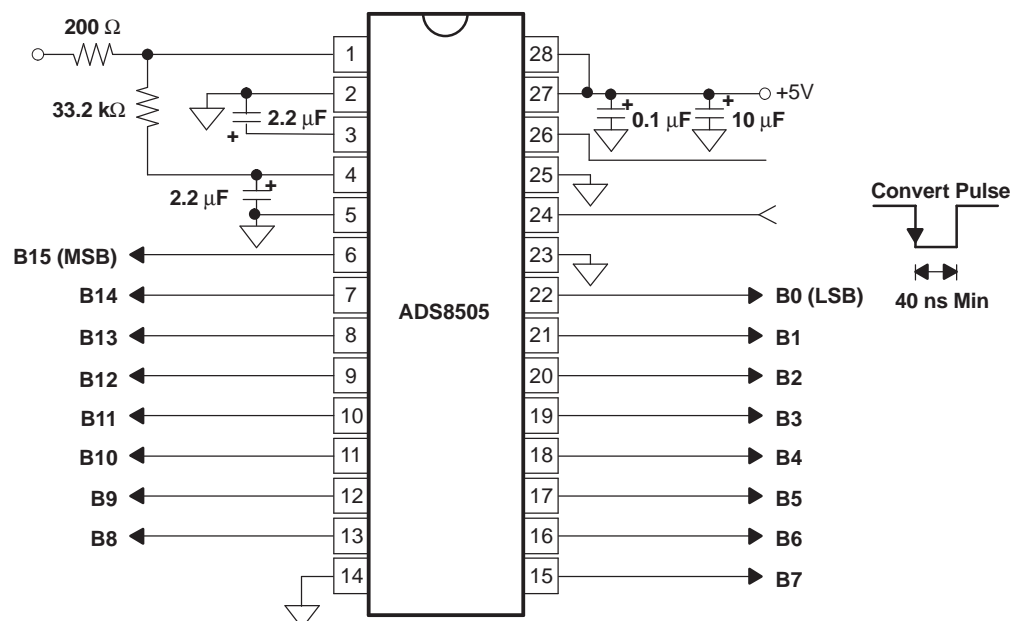 200 Ω
33.2 kΩ
2.2 μF
+
2.2 μF
+
B15 (MSB)
B14
B13
B12
B11
B10
B9
B8
1
2
3
4
5
6
7
8
9
10
11
12
13
14
ADS8505
28
27
26
25
24
23
22
21
20
19
18
17
16
15
+5V
+
0.1 μF
+
10 μF
B0 (LSB)
B1
B2
B3
B4
B5
B6
B7
Convert Pulse
40 ns Min